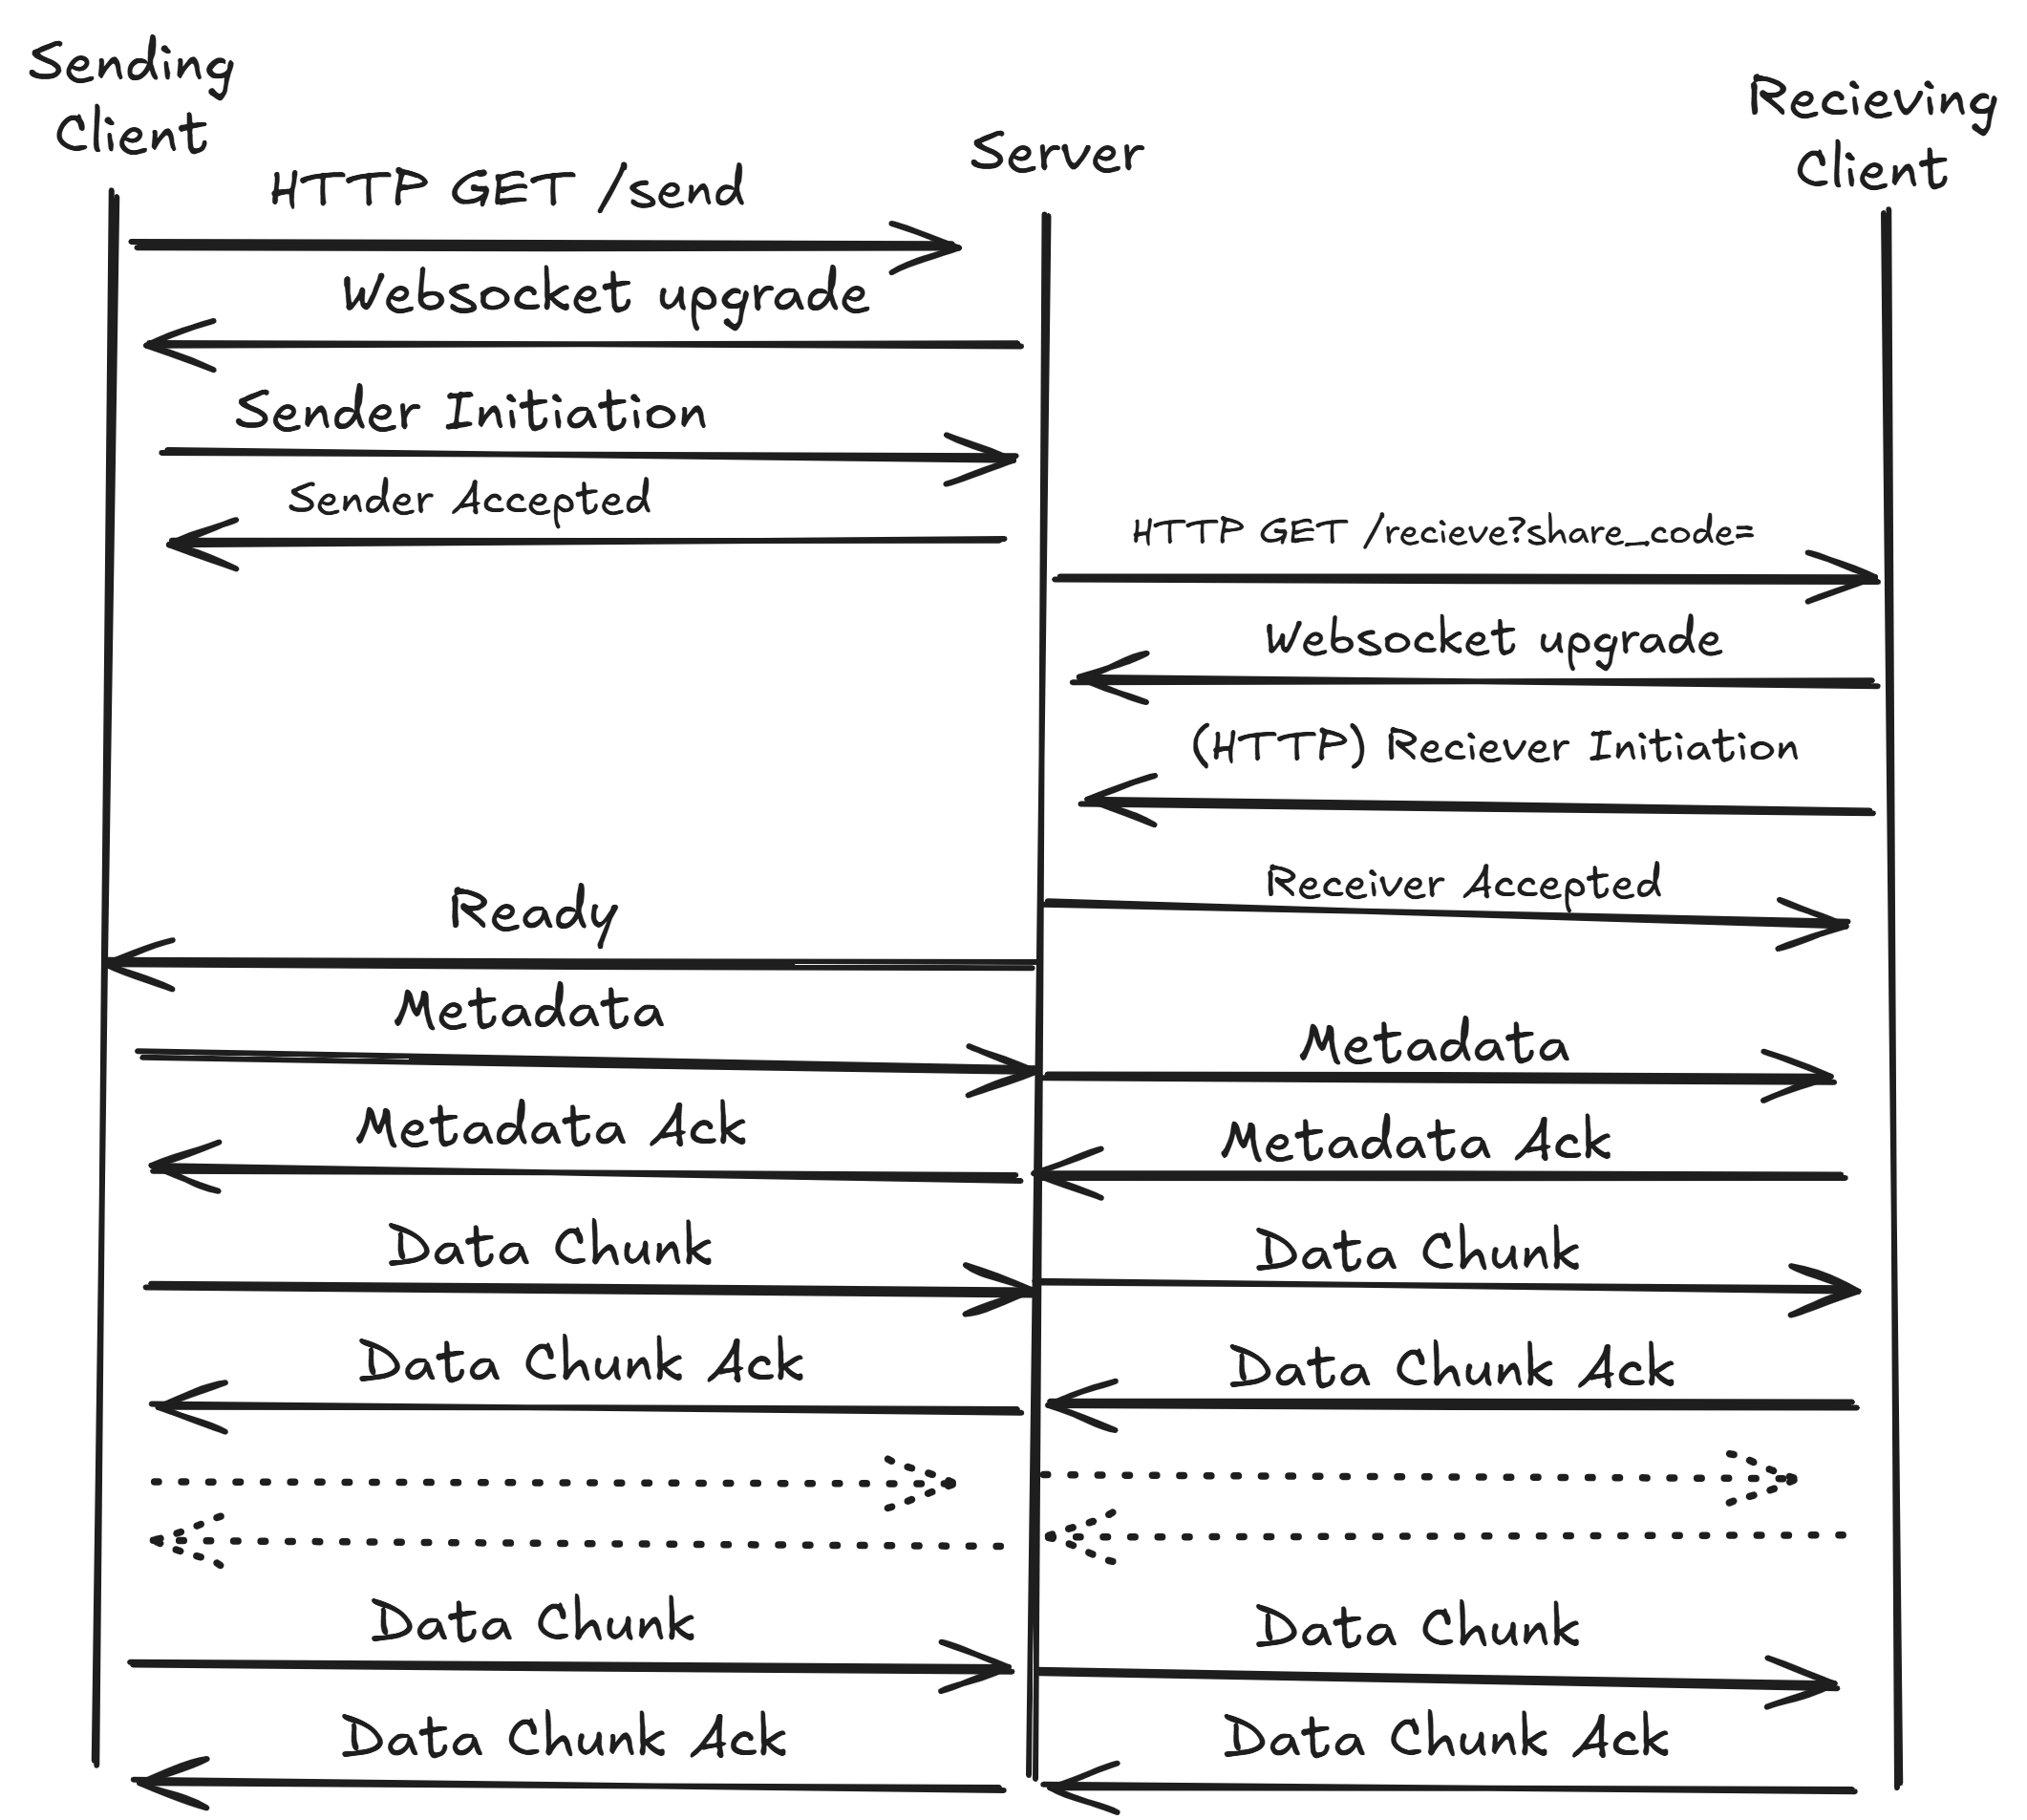 Sending
Client
Server
Recieving
Client
HTTP GET /send
Websocket upgrade
Sender Initiation
Sender Accepted
HTTP GET /recieve?share_code=
Websocket upgrade
(HTTP) Reciever Initiation
Receiver Accepted
Ready
Metadata
Metadata
Metadata Ack
Metadata Ack
Data Chunk
Data Chunk
Data Chunk Ack
Data Chunk Ack
Data Chunk
Data Chunk
Data Chunk Ack
Data Chunk Ack